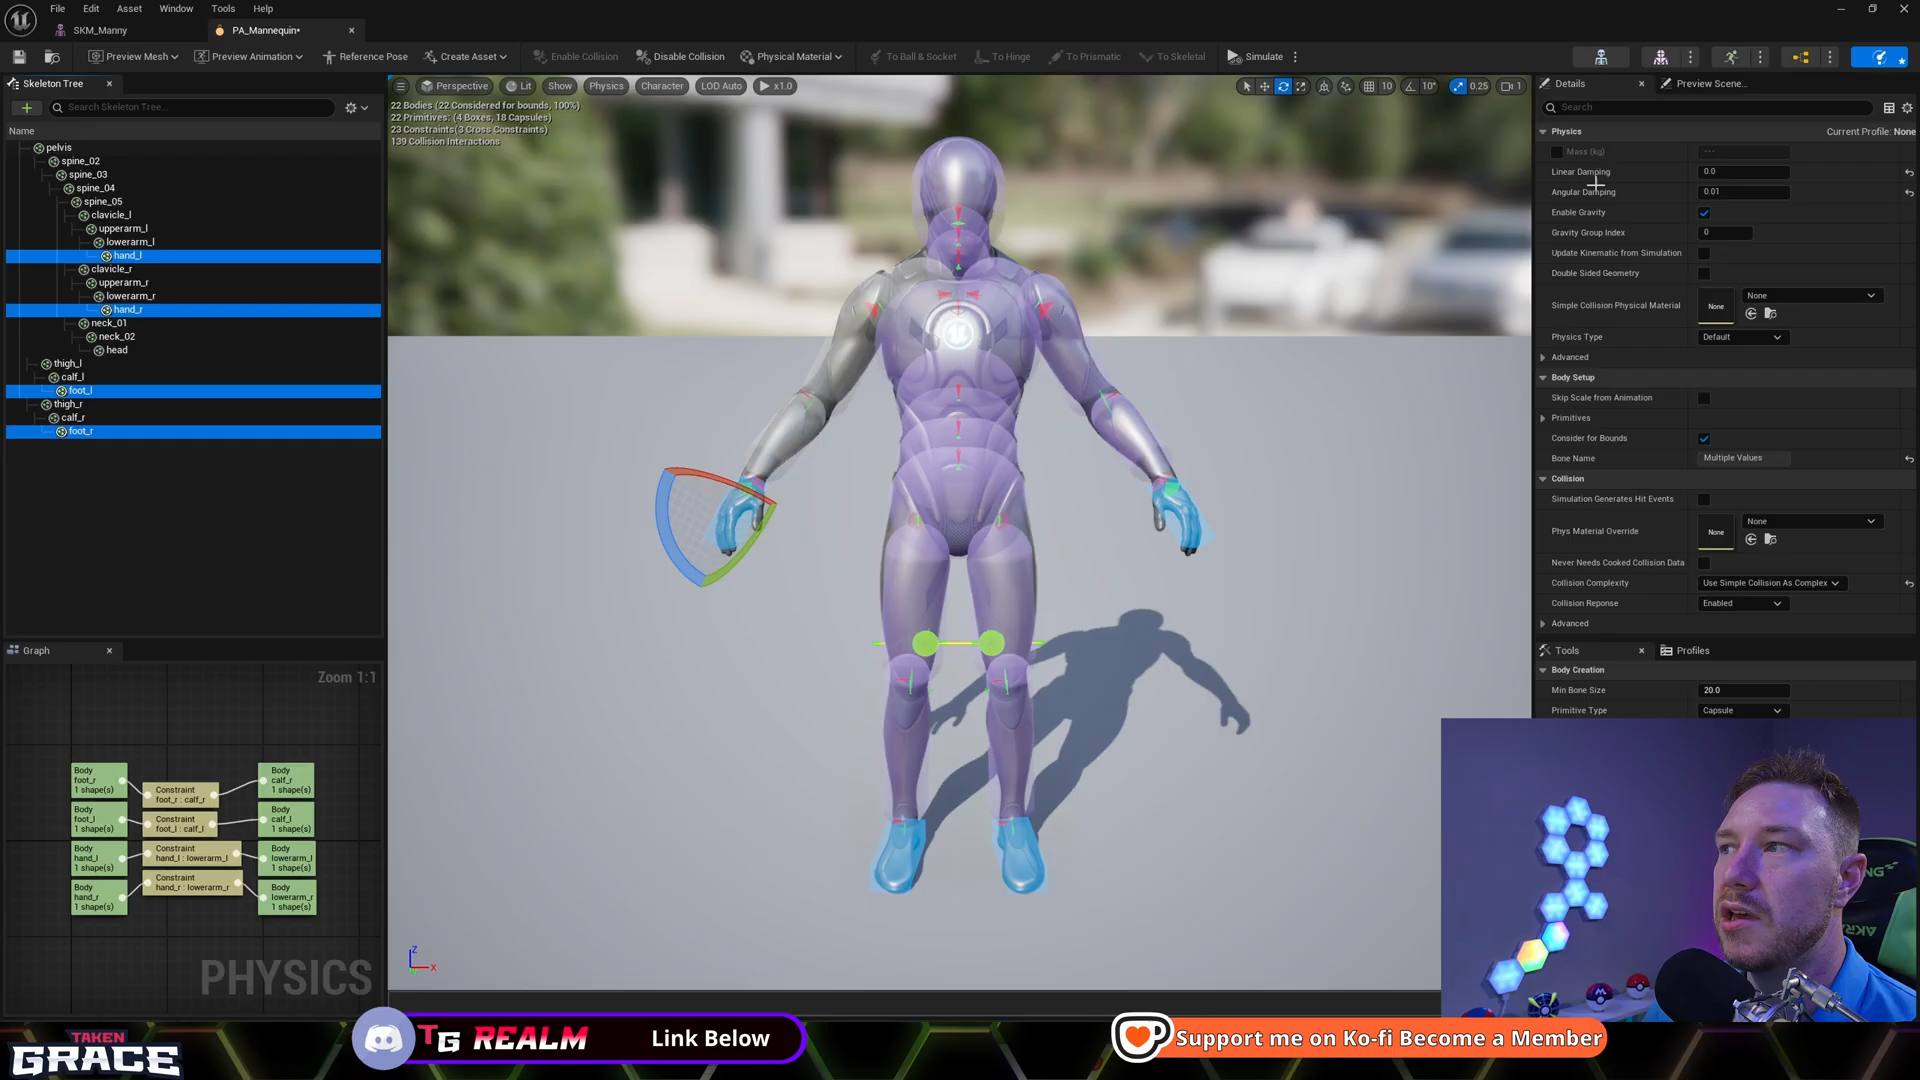 File Edit Asset Window Tools Help
SKM_Manny PA_Mannequin*
Preview Mesh Preview Animation Reference Pose Create Asset Enable Collision Disable Collision Physical Material To Ball & Socket To Hinge To Prismatic To Skeletal Simulate
Skeleton Tree
Search Skeleton Tree...
Name
pelvis
spine_02
spine_03
spine_04
spine_05
clavicle_l
upperarm_l
lowerarm_l
hand_l
clavicle_r
upperarm_r
lowerarm_r
hand_r
neck_01
neck_02
head
thigh_l
calf_l
foot_l
thigh_r
calf_r
foot_r
Graph
Zoom 1:1
Body
foot_r
1 shape(s)
Constraint
foot_r : calf_r
Body
calf_r
1 shape(s)
Body
foot_l
1 shape(s)
Constraint
foot_l : calf_l
Body
calf_l
1 shape(s)
Body
hand_l
1 shape(s)
Constraint
hand_l : lowerarm_l
Body
lowerarm_l
1 shape(s)
Body
hand_r
1 shape(s)
Constraint
hand_r : lowerarm_r
Body
lowerarm_r
1 shape(s)
PHYSICS
Perspective Lit Show Physics Character LOD Auto x1.0
10 10° 0.25 1
22 Bodies (22 Considered for bounds, 100%)
22 Primitives: (4 Boxes, 18 Capsules)
23 Constraints(3 Cross Constraints)
139 Collision Interactions
Z
X
Details Preview Scene...
Search
Physics Current Profile: None
Mass (kg) ---
Linear Damping 0.0
Angular Damping 0.01
Enable Gravity
Gravity Group Index 0
Update Kinematic from Simulation
Double Sided Geometry
Simple Collision Physical Material None None
Physics Type Default
Advanced
Body Setup
Skip Scale from Animation
Primitives
Consider for Bounds
Bone Name Multiple Values
Collision
Simulation Generates Hit Events
Phys Material Override None None
Never Needs Cooked Collision Data
Collision Complexity Use Simple Collision As Complex
Collision Reponse Enabled
Advanced
Tools Profiles
Body Creation
Min Bone Size 20.0
Primitive Type Capsule
TAKEN
GRACE
TG REALM Link Below
Support me on Ko-fi Become a Member